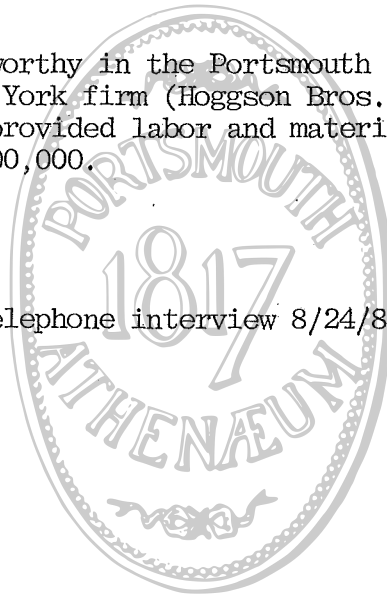 worthy in the Portsmouth
York firm (Hoggson Bros.
provided labor and materi
00,000.
elephone interview 8/24/8
PORTSMOUTH
1817
ATHENÆUM